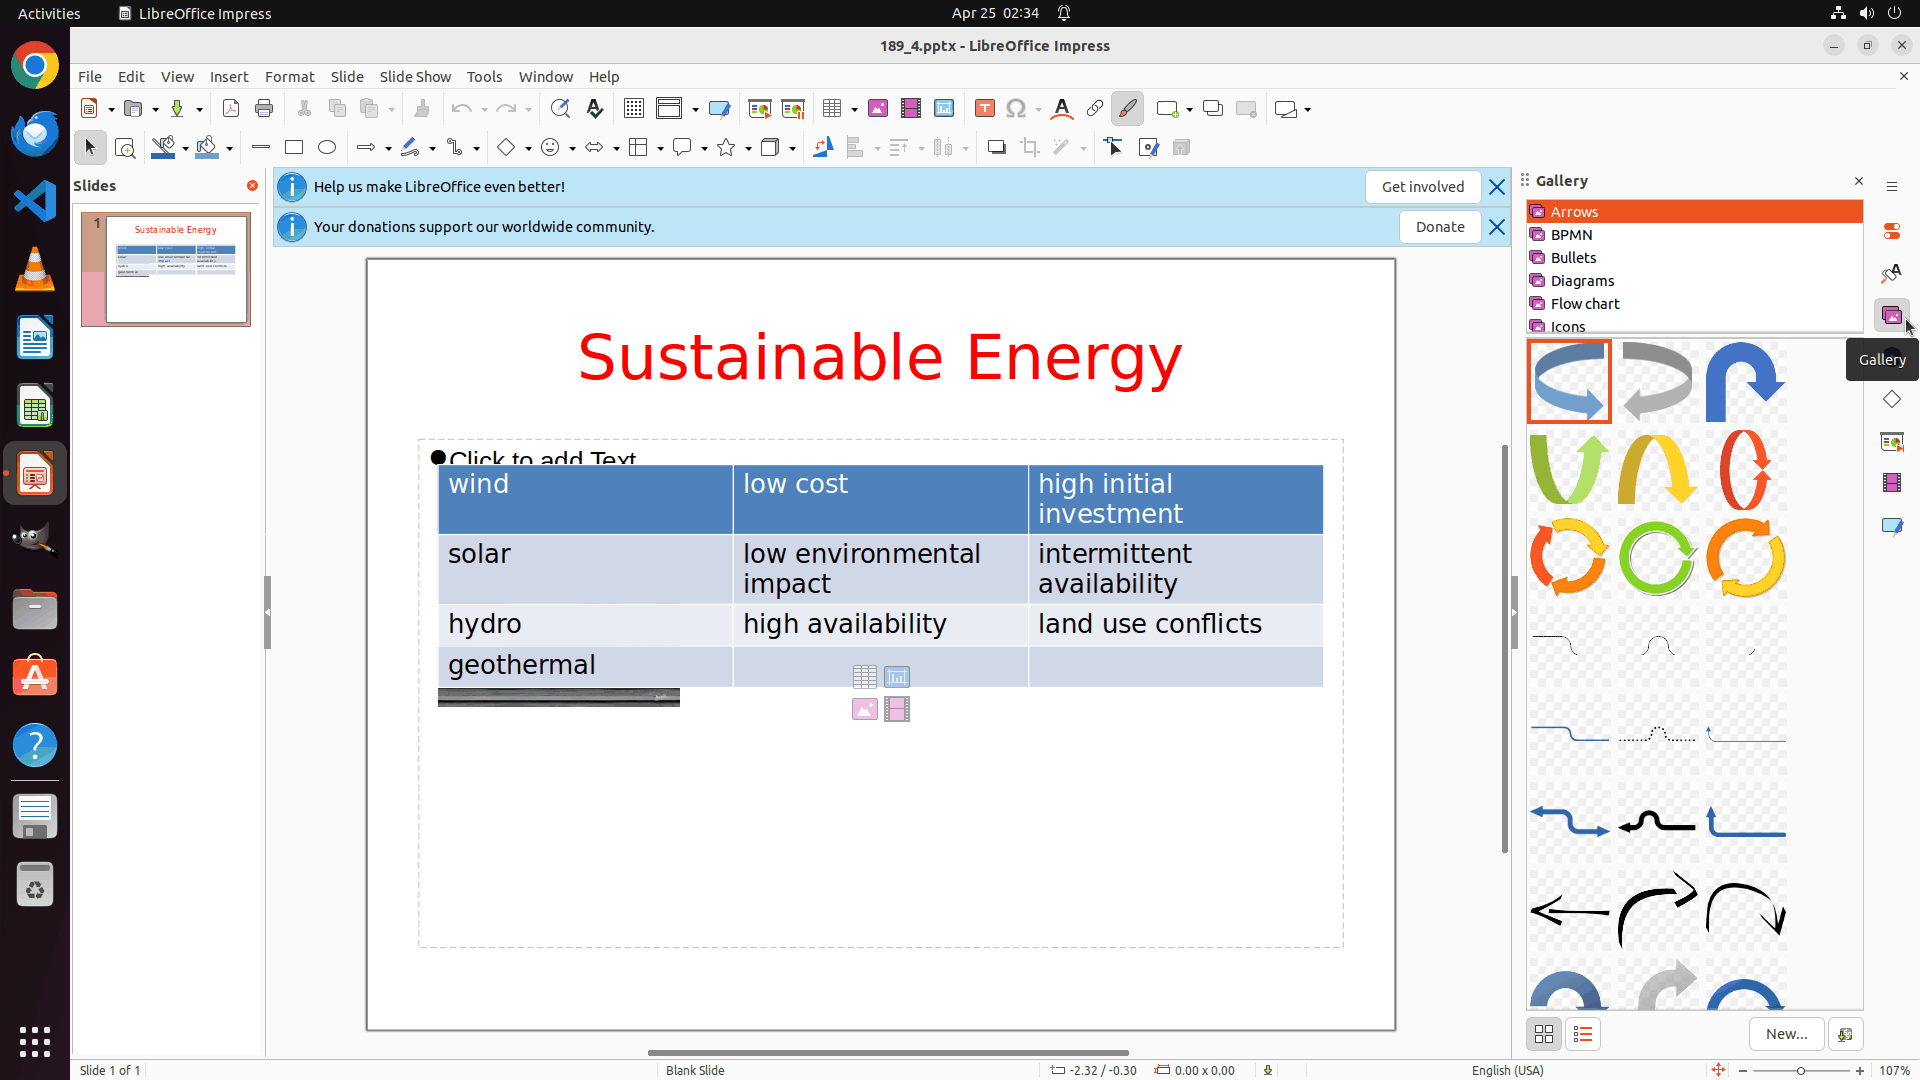 Activities
LibreOffice Impress
Apr 25 02:34
189_4.pptx - LibreOffice Impress
File Edit View Insert Format Slide Slide Show Tools Window Help
Slides
Help us make LibreOffice even better!
Get involved
Your donations support our worldwide community.
Donate
Gallery
Arrows
BPMN
Bullets
Diagrams
Flow chart
Icons
Gallery
1
Sustainable Energy
Sustainable Energy
Click to add Text
wind low cost high initial investment
solar low environmental impact intermittent availability
hydro high availability land use conflicts
geothermal
New...
Slide 1 of 1
Blank Slide
-2.32 / -0.30
0.00 x 0.00
English (USA)
107%